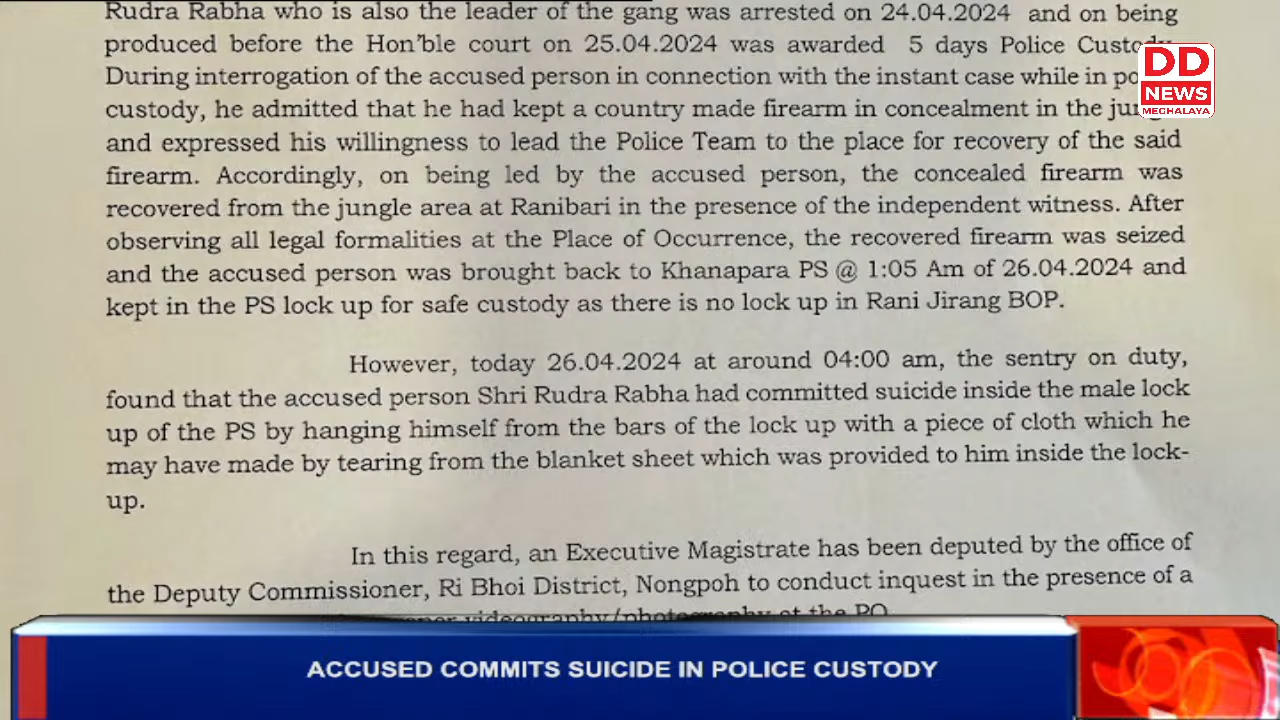 Rudra Rabha who is also the leader of the gang was arrested on 24.04.2024 and on being
produced before the Hon'ble court on 25.04.2024 was awarded 5 days Police Custody.
During interrogation of the accused person in connection with the instant case while in
custody, he admitted that he had kept a country made firearm in concealment in the
and expressed his willingness to lead the Police Team to the place for recovery of the said
firearm. Accordingly, on being led by the accused person, the concealed firearm was
recovered from the jungle area at Ranibari in the presence of the independent witness. After
observing all legal formalities at the Place of Occurrence, the recovered firearm was seized
and the accused person was brought back to Khanapara PS @ 1:05 Am of 26.04.2024 and
kept in the PS lock up for safe custody as there is no lock up in Rani Jirang BOP.
However, today 26.04.2024 at around 04:00 am, the sentry on duty,
found that the accused person Shri Rudra Rabha had committed suicide inside the male lock
up of the PS by hanging himself from the bars of the lock up with a piece of cloth which he
may have made by tearing from the blanket sheet which was provided to him inside the lock-
up.
In this regard, an Executive Magistrate has been deputed by the office of
the Deputy Commissioner, Ri Bhoi District, Nongpoh to conduct inquest in the presence of a
videography/photography at the PO
DD
NEWS
MEGHALAYA
ACCUSED COMMITS SUICIDE IN POLICE CUSTODY